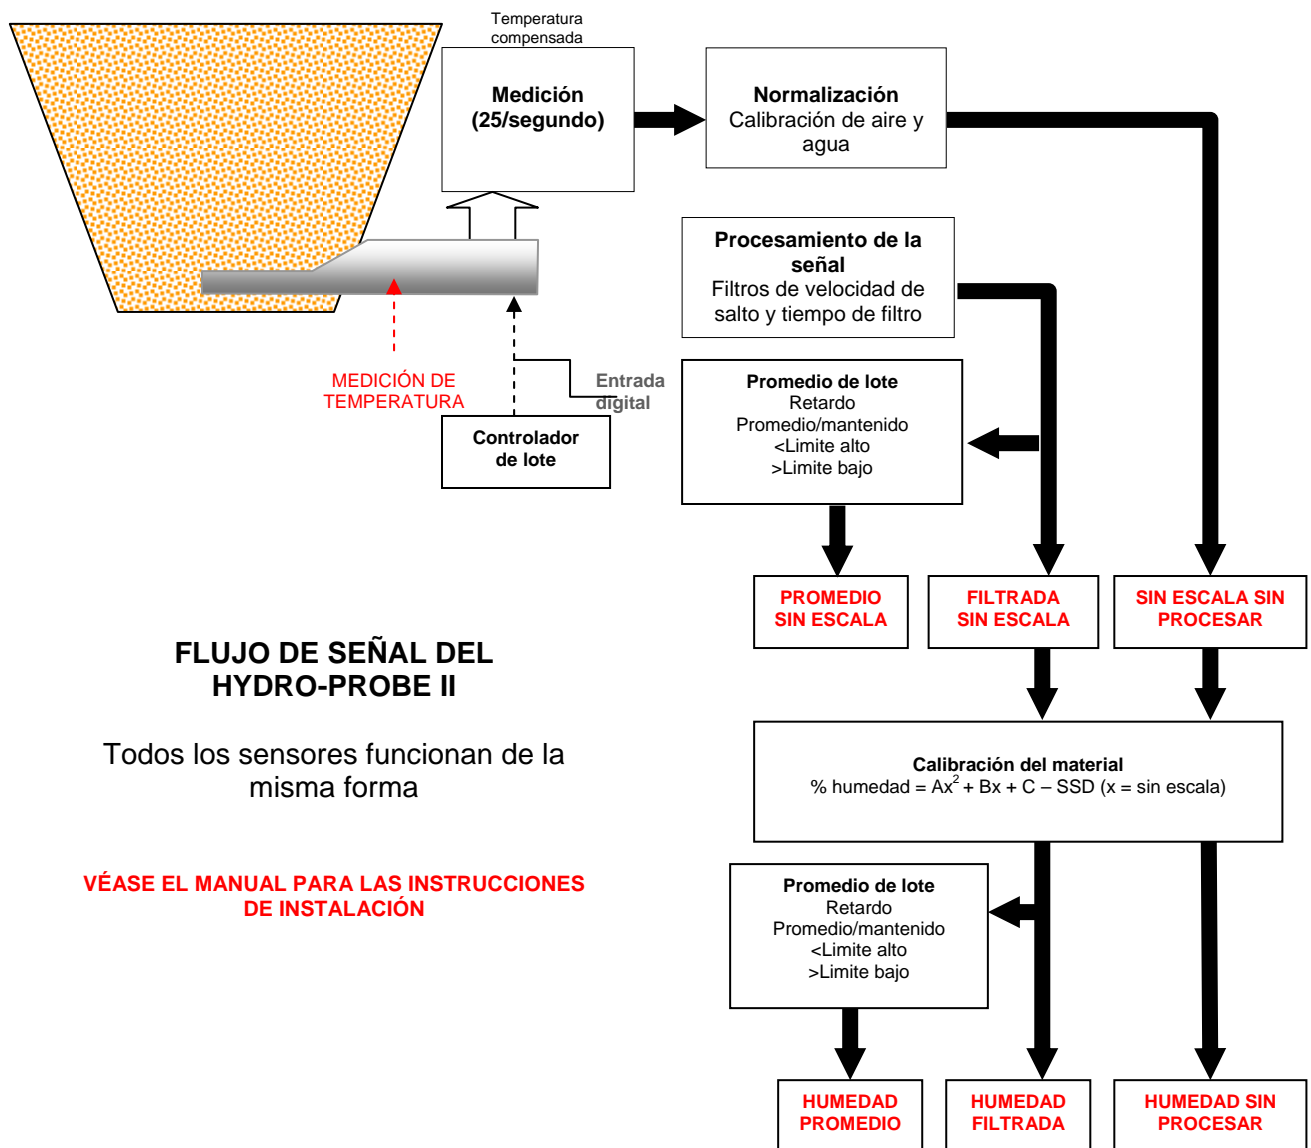 Temperatura
compensada
Medición
(25/segundo)
Normalización
Calibración de aire y
agua
Procesamiento de la
señal
Filtros de velocidad de
salto y tiempo de filtro
MEDICIÓN DE
TEMPERATURA
Entrada
digital
Controlador
de lote
Promedio de lote
Retardo
Promedio/mantenido
<Limite alto
>Limite bajo
PROMEDIO
SIN ESCALA
FILTRADA
SIN ESCALA
SIN ESCALA SIN
PROCESAR
FLUJO DE SEÑAL DEL
HYDRO-PROBE II
Todos los sensores funcionan de la
misma forma
VÉASE EL MANUAL PARA LAS INSTRUCCIONES
DE INSTALACIÓN
Calibración del material
% humedad = Ax² + Bx + C – SSD (x = sin escala)
Promedio de lote
Retardo
Promedio/mantenido
<Limite alto
>Limite bajo
HUMEDAD
PROMEDIO
HUMEDAD
FILTRADA
HUMEDAD SIN
PROCESAR